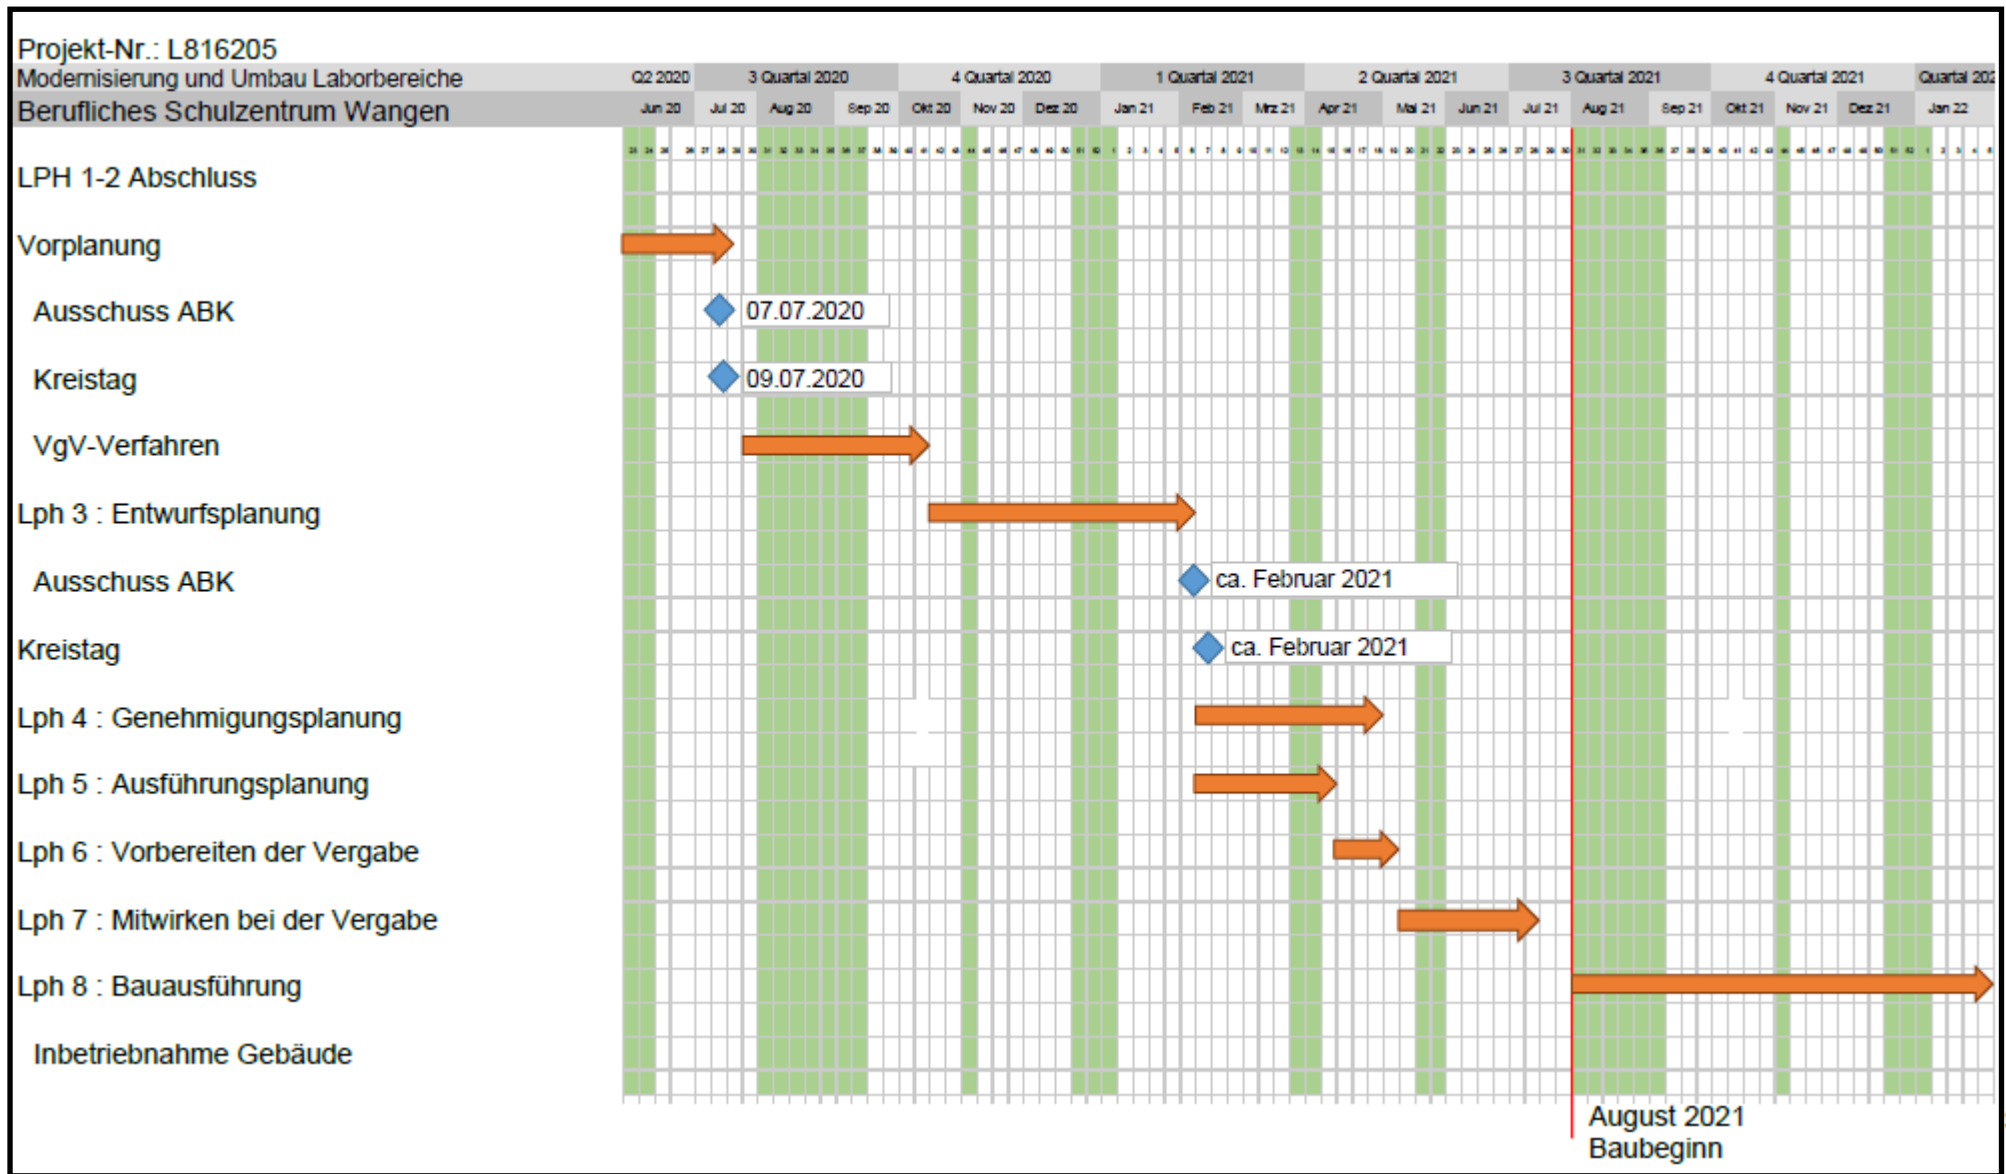 Projekt-Nr.: L816205
Modernisierung und Umbau Laborbereiche Q2 2020 3 Quartal 2020 4 Quartal 2020 1 Quartal 2021 2 Quartal 2021 3 Quartal 2021 4 Quartal 2021 Quartal 202
Berufliches Schulzentrum Wangen Jun 20 Jul 20 Aug 20 Sep 20 Okt 20 Nov 20 Dez 20 Jan 21 Feb 21 Mrz 21 Apr 21 Mai 21 Jun 21 Jul 21 Aug 21 Sep 21 Okt 21 Nov 21 Dez 21 Jan 22
LPH 1-2 Abschluss
Vorplanung
Ausschuss ABK 07.07.2020
Kreistag 09.07.2020
VgV-Verfahren
Lph 3 : Entwurfsplanung
Ausschuss ABK ca. Februar 2021
Kreistag ca. Februar 2021
Lph 4 : Genehmigungsplanung
Lph 5 : Ausführungsplanung
Lph 6 : Vorbereiten der Vergabe
Lph 7 : Mitwirken bei der Vergabe
Lph 8 : Bauausführung
Inbetriebnahme Gebäude
August 2021
Baubeginn